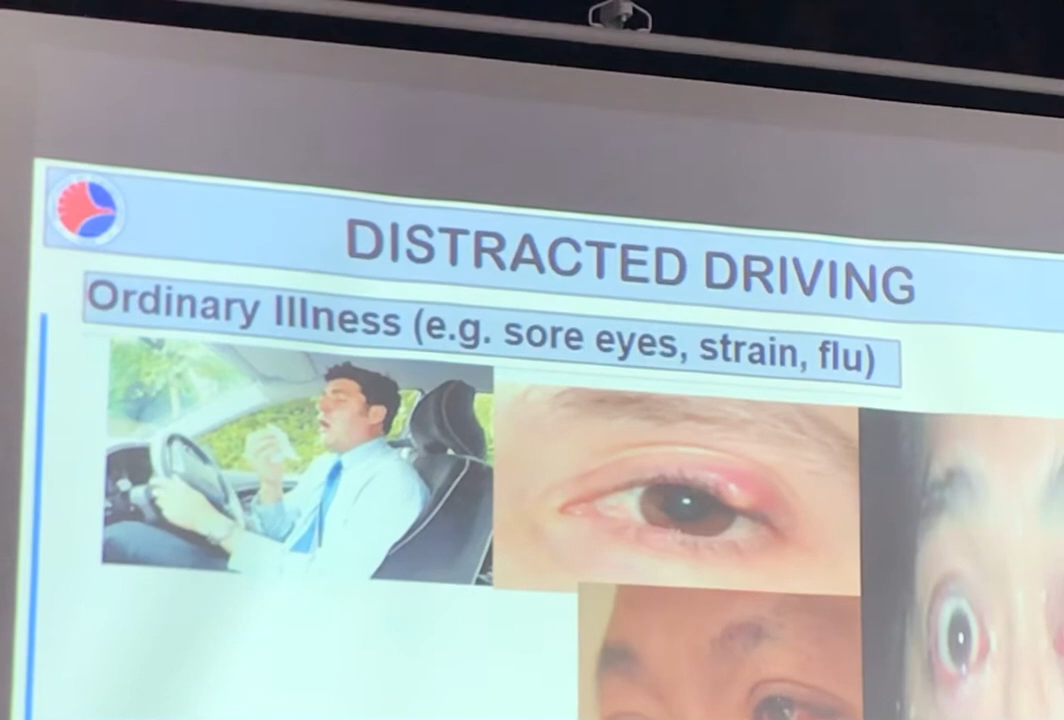 DISTRACTED DRIVING
Ordinary Illness (e.g. sore eyes, strain, flu)